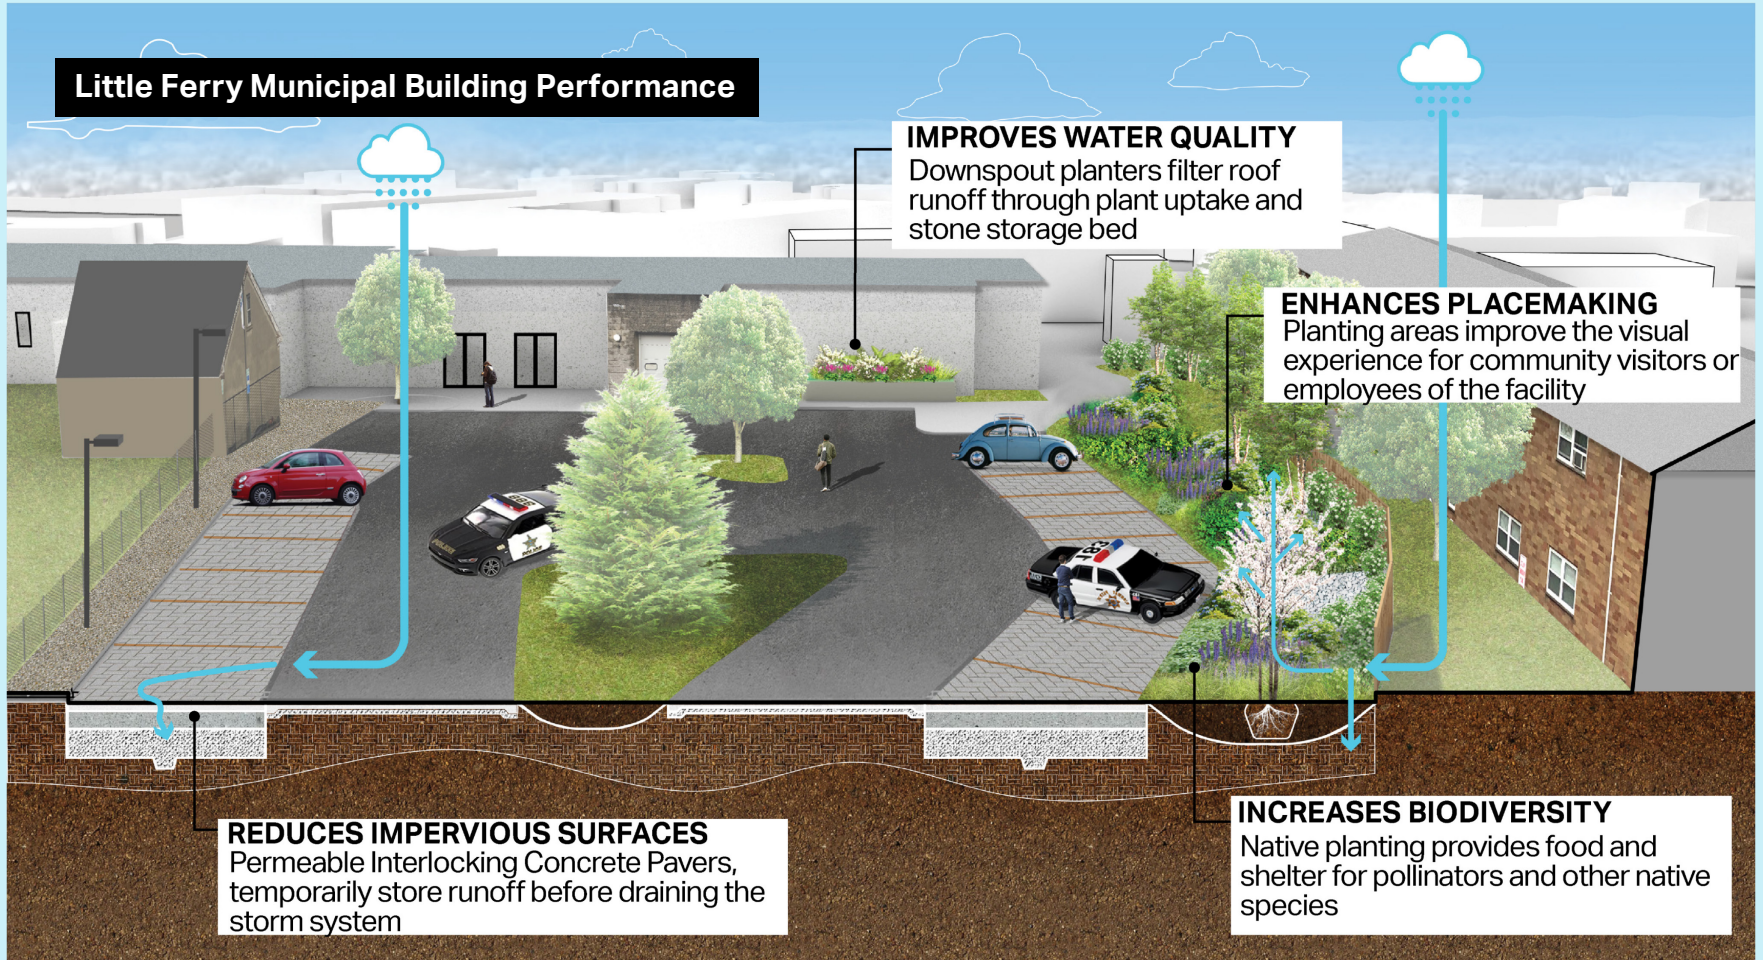 Little Ferry Municipal Building Performance
IMPROVES WATER QUALITY
Downspout planters filter roof
runoff through plant uptake and
stone storage bed
ENHANCES PLACEMAKING
Planting areas improve the visual
experience for community visitors or
employees of the facility
REDUCES IMPERVIOUS SURFACES
Permeable Interlocking Concrete Pavers,
temporarily store runoff before draining the
storm system
INCREASES BIODIVERSITY
Native planting provides food and
shelter for pollinators and other native
species